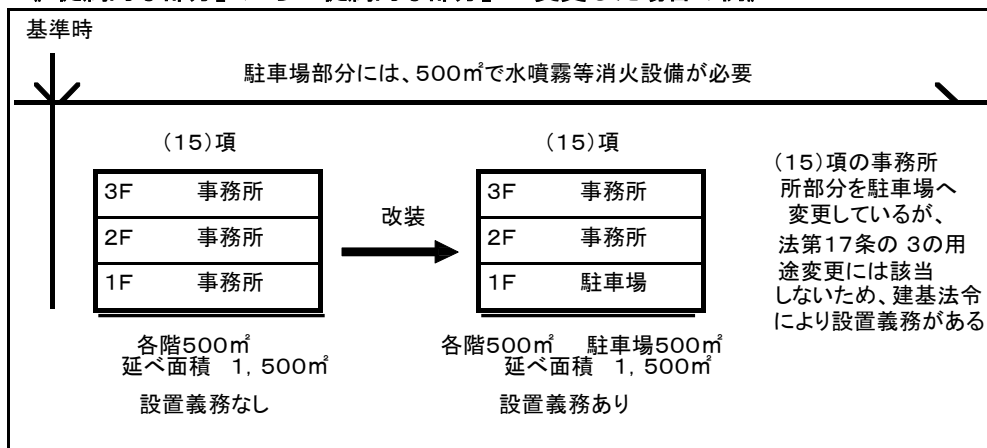 基準時
駐車場部分には、500㎡で水噴霧等消火設備が必要
(15)項
3F 事務所
2F 事務所
1F 事務所
各階500㎡
延べ面積 1,500㎡
設置義務なし
改装
(15)項
3F 事務所
2F 事務所
1F 駐車場
各階500㎡ 駐車場500㎡
延べ面積 1,500㎡
設置義務あり
(15)項の事務所
所部分を駐車場へ
変更しているが、
法第17条の3の用
途変更には該当
しないため、建基法令
により設置義務がある